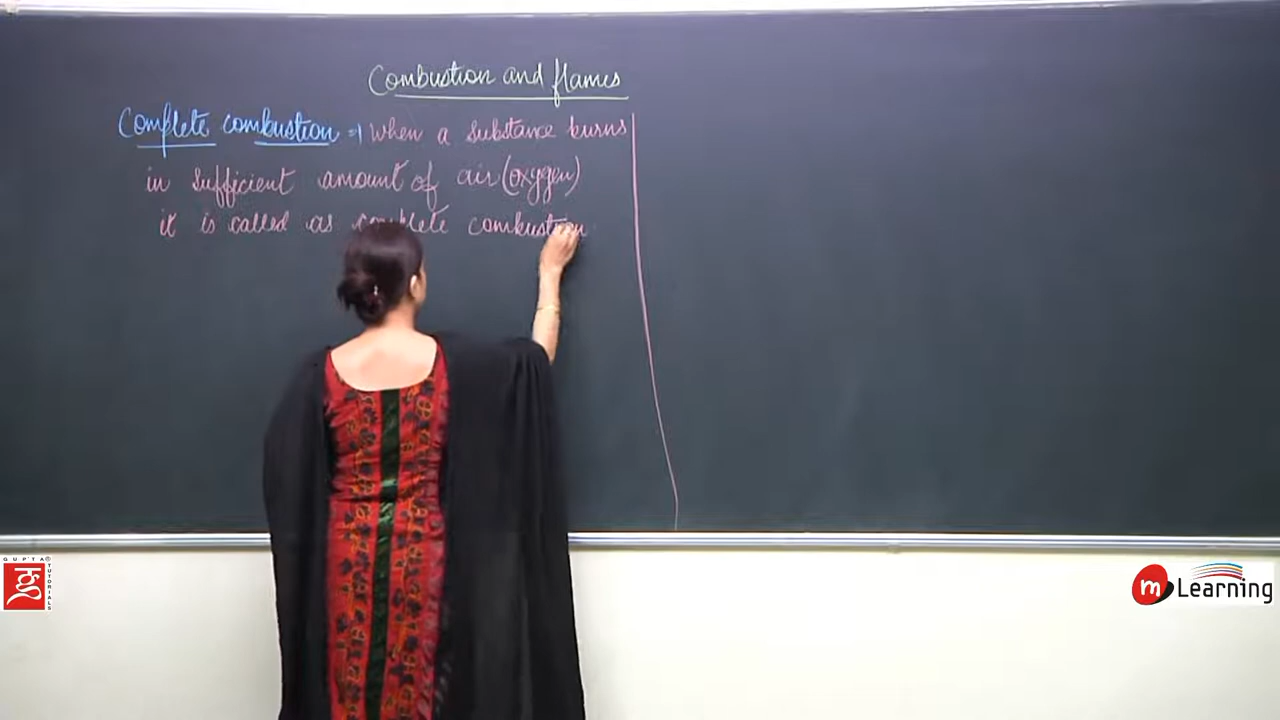 Combustion and flames
Complete combustion ⇒ when a substance burns
in sufficient amount of air (oxygen)
it is called as complete combustion
GUPTA®
TUTORIALS
m Learning